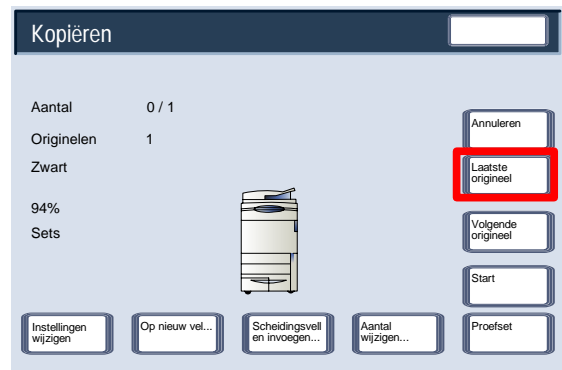 Kopiëren
Aantal 0 / 1
Originelen 1
Zwart
94%
Sets
Annuleren
Laatste
origineel
Volgende
origineel
Start
Instellingen
wijzigen
Op nieuw vel...
Scheidingsvell
en invoegen...
Aantal
wijzigen...
Proefset